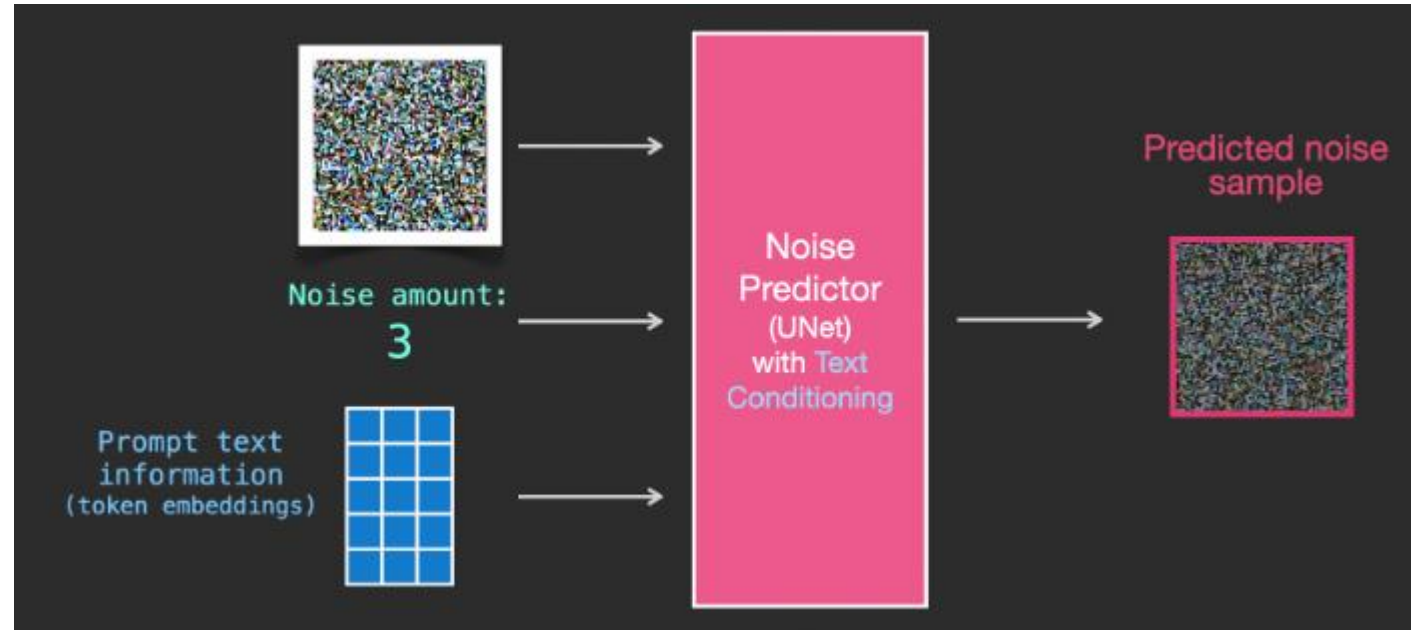 Noise amount:
3
Prompt text
information
(token embeddings)
Noise
Predictor
(UNet)
with Text
Conditioning
Predicted noise
sample